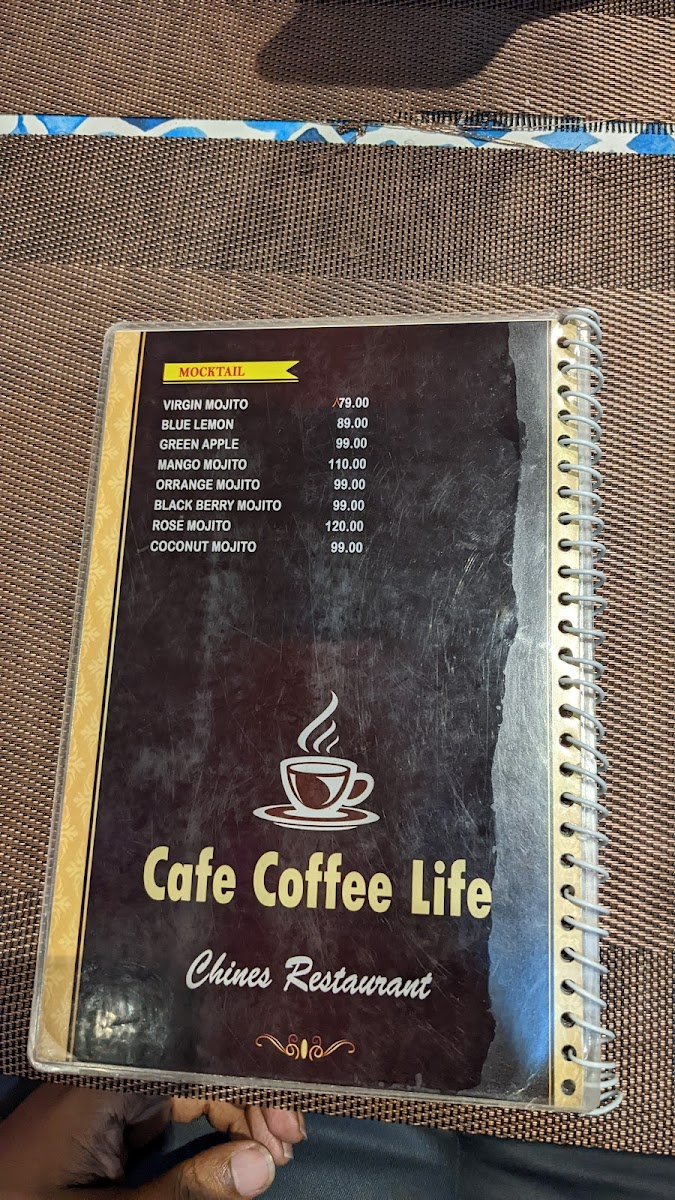 MOCKTAIL
VIRGIN MOJITO 79.00
BLUE LEMON 89.00
GREEN APPLE 99.00
MANGO MOJITO 110.00
ORRANGE MOJITO 99.00
BLACK BERRY MOJITO 99.00
ROSE MOJITO 120.00
COCONUT MOJITO 99.00
Cafe Coffee Life
Chines Restaurant